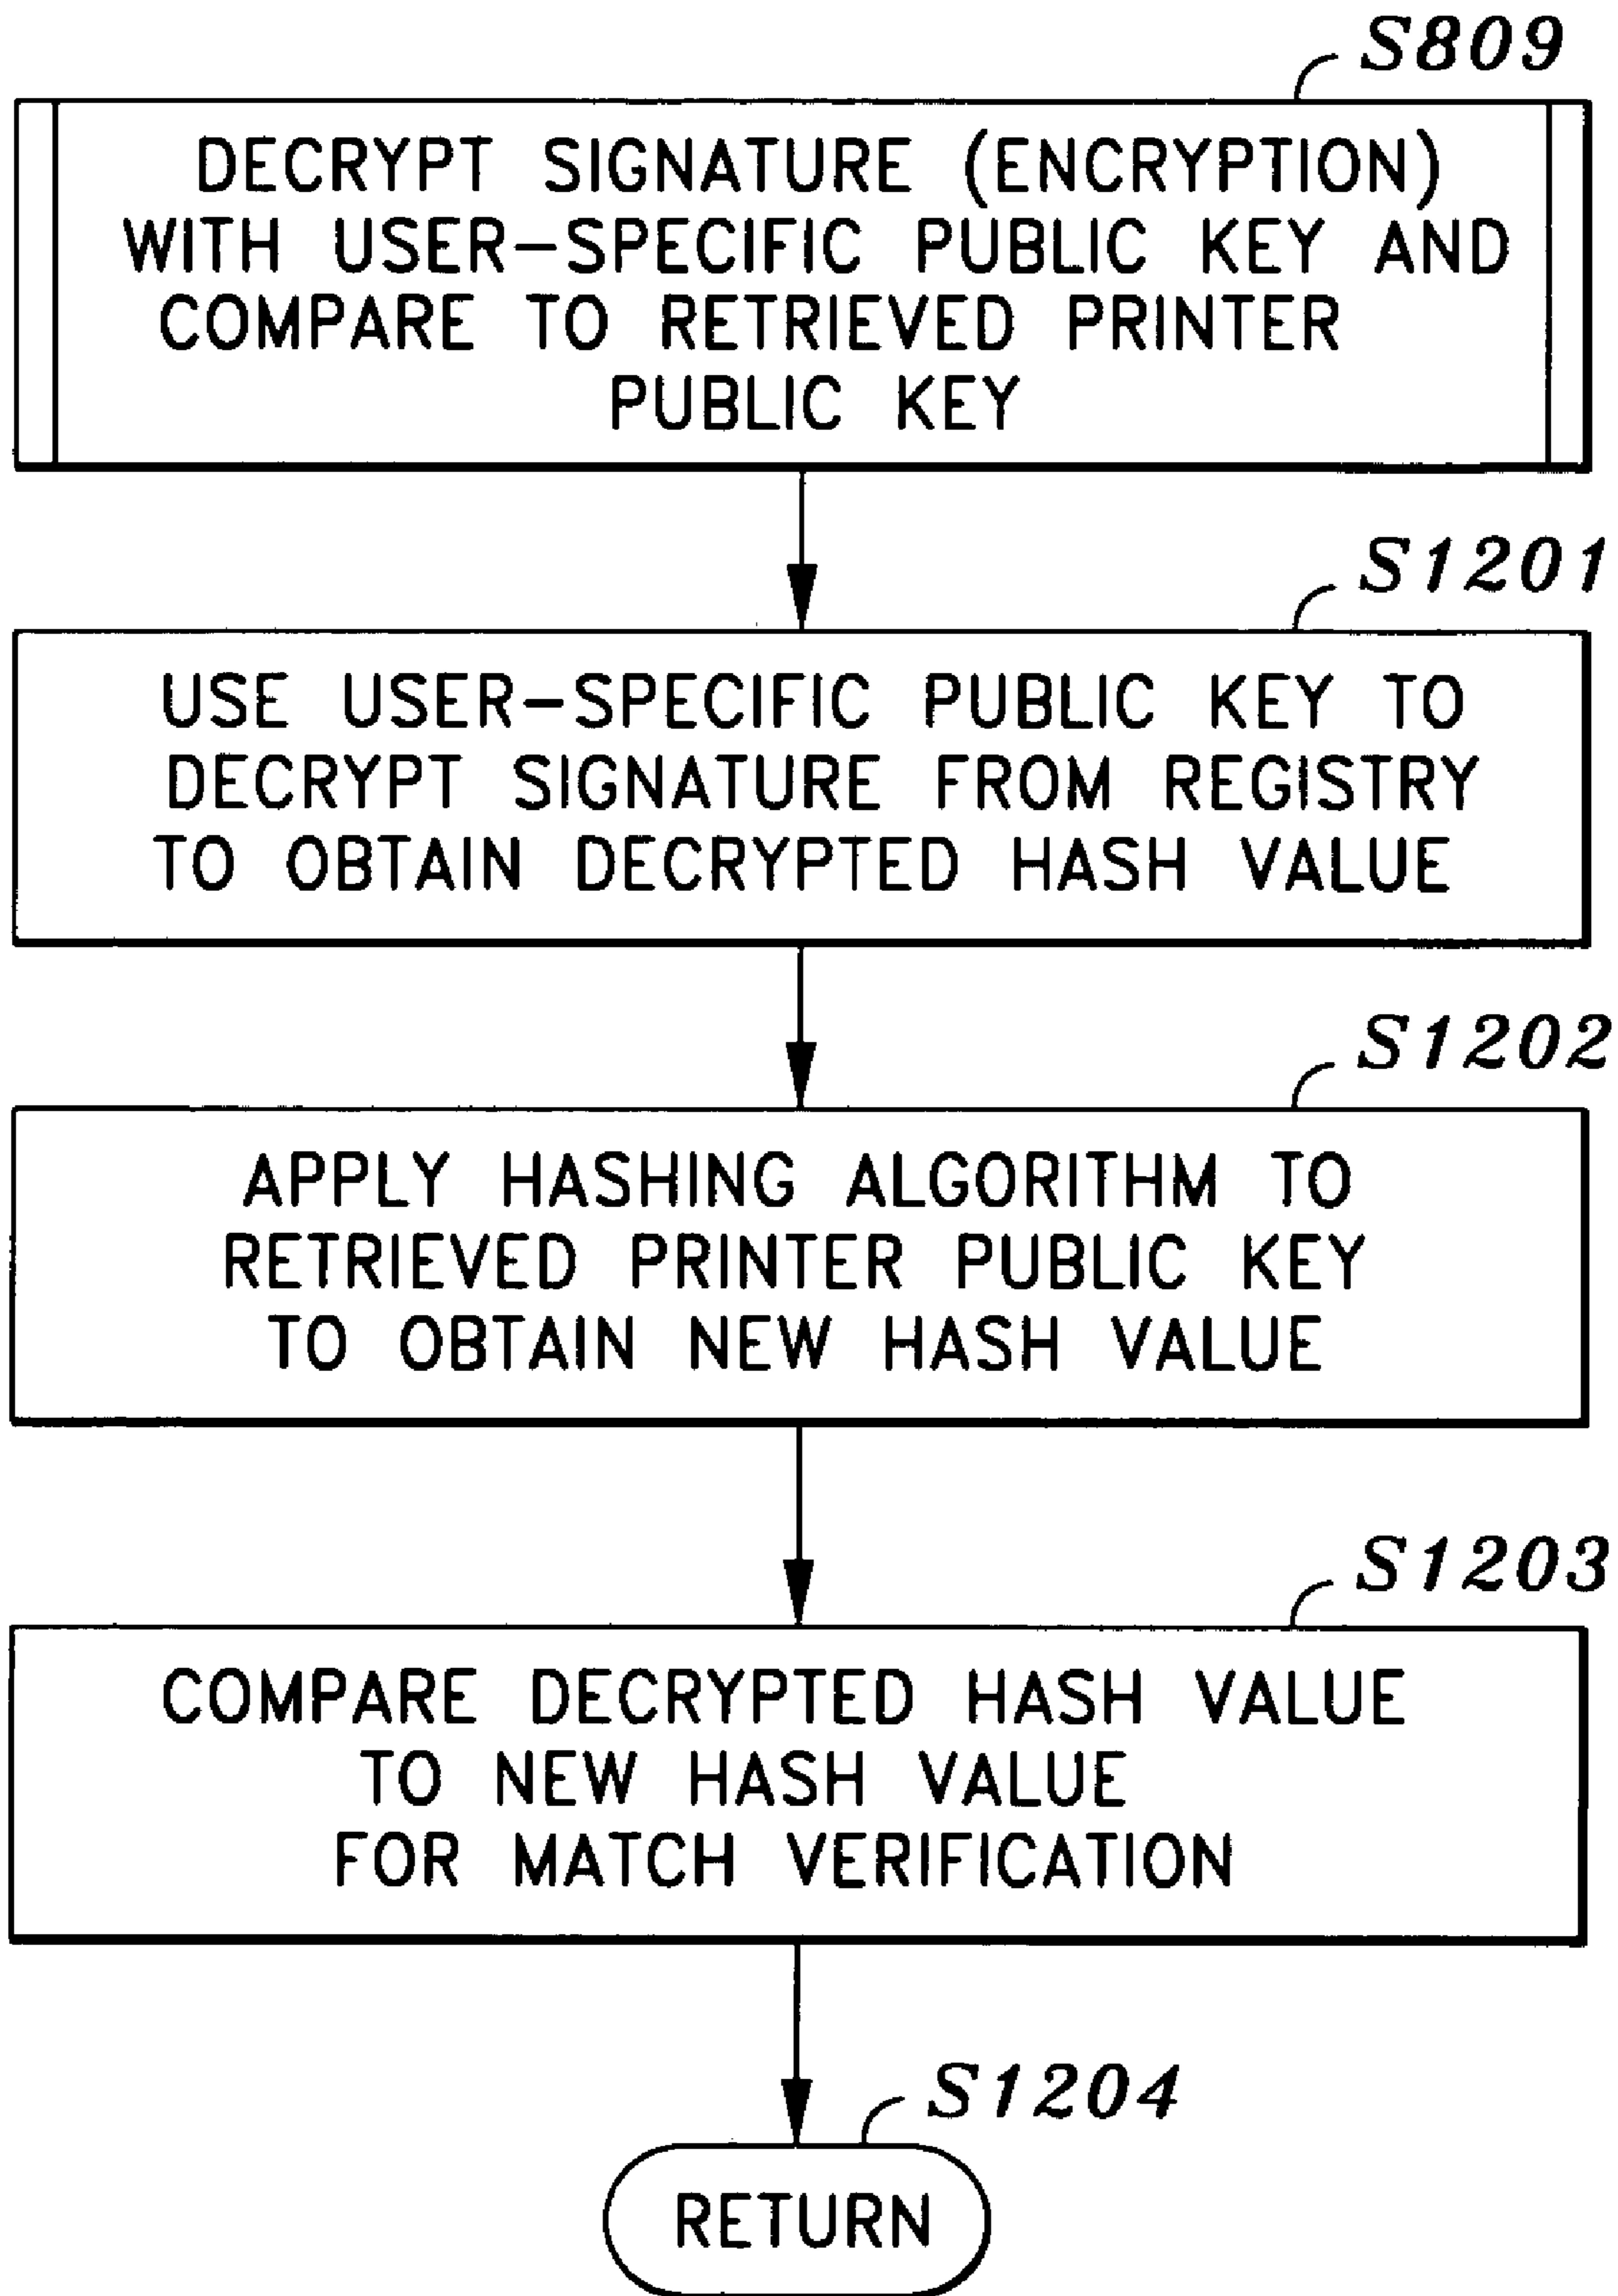 S809
DECRYPT SIGNATURE (ENCRYPTION)
WITH USER-SPECIFIC PUBLIC KEY AND
COMPARE TO RETRIEVED PRINTER
PUBLIC KEY
S1201
USE USER-SPECIFIC PUBLIC KEY TO
DECRYPT SIGNATURE FROM REGISTRY
TO OBTAIN DECRYPTED HASH VALUE
S1202
APPLY HASHING ALGORITHM TO
RETRIEVED PRINTER PUBLIC KEY
TO OBTAIN NEW HASH VALUE
S1203
COMPARE DECRYPTED HASH VALUE
TO NEW HASH VALUE
FOR MATCH VERIFICATION
S1204
RETURN